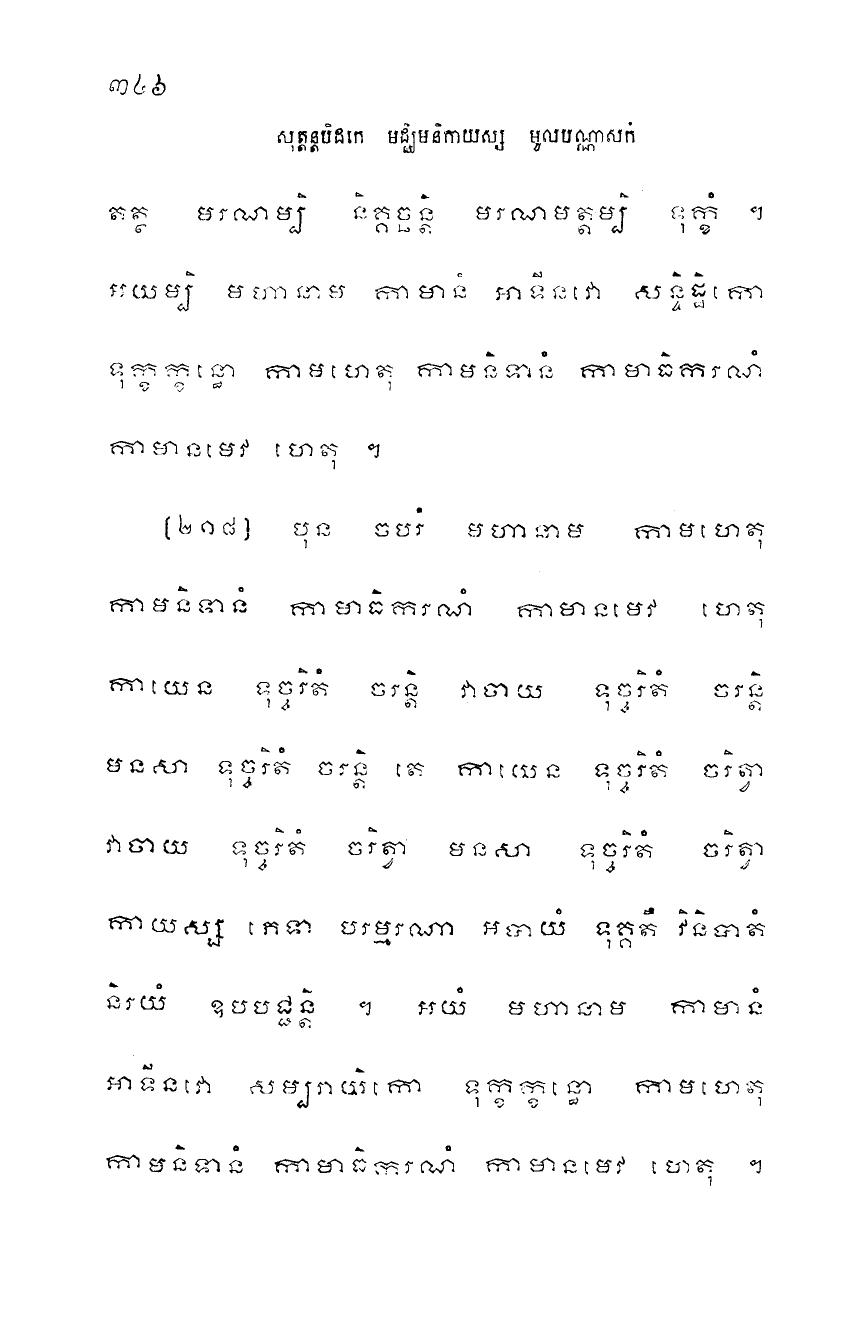 ៣៤៦
សុត្តន្តបិដកេ មជ្ឈិមនិកាយស្ស មូលបណ្ណាសកំ
តត្ថ មរណម្បិ និគ្គច្ឆន្តិ មរណមត្តម្បិ ទុក្ខំ ។
អយម្បិ មហានាម កាមានំ អាទីនវោ សន្ទិដ្ឋិកោ
ទុក្ខក្ខន្ធោ កាមហេតុ កាមនិទានំ កាមាធិករណំ
កាមានមេវ ហេតុ ។
[២១៨] បុន ចបរំ មហានាម កាមហេតុ
កាមនិទានំ កាមាធិករណំ កាមានមេវ ហេតុ
កាយេន ទុច្ចរិតំ ចរន្តិ វាចាយ ទុច្ចរិតំ ចរន្តិ
មនសា ទុច្ចរិតំ ចរន្តិ តេ កាយេន ទុច្ចរិតំ ចរិត្វា
វាចាយ ទុច្ចរិតំ ចរិត្វា មនសា ទុច្ចរិតំ ចរិត្វា
កាយស្ស ភេទា បរម្មរណា អបាយំ ទុគ្គតឹ វិនិបាតំ
និរយំ ឧបបជ្ជន្តិ ។ អយំ មហានាម កាមានំ
អាទីនវោ សម្បរាយិកោ ទុក្ខក្ខន្ធោ កាមហេតុ
កាមនិទានំ កាមាធិករណំ កាមានមេវ ហេតុ ។